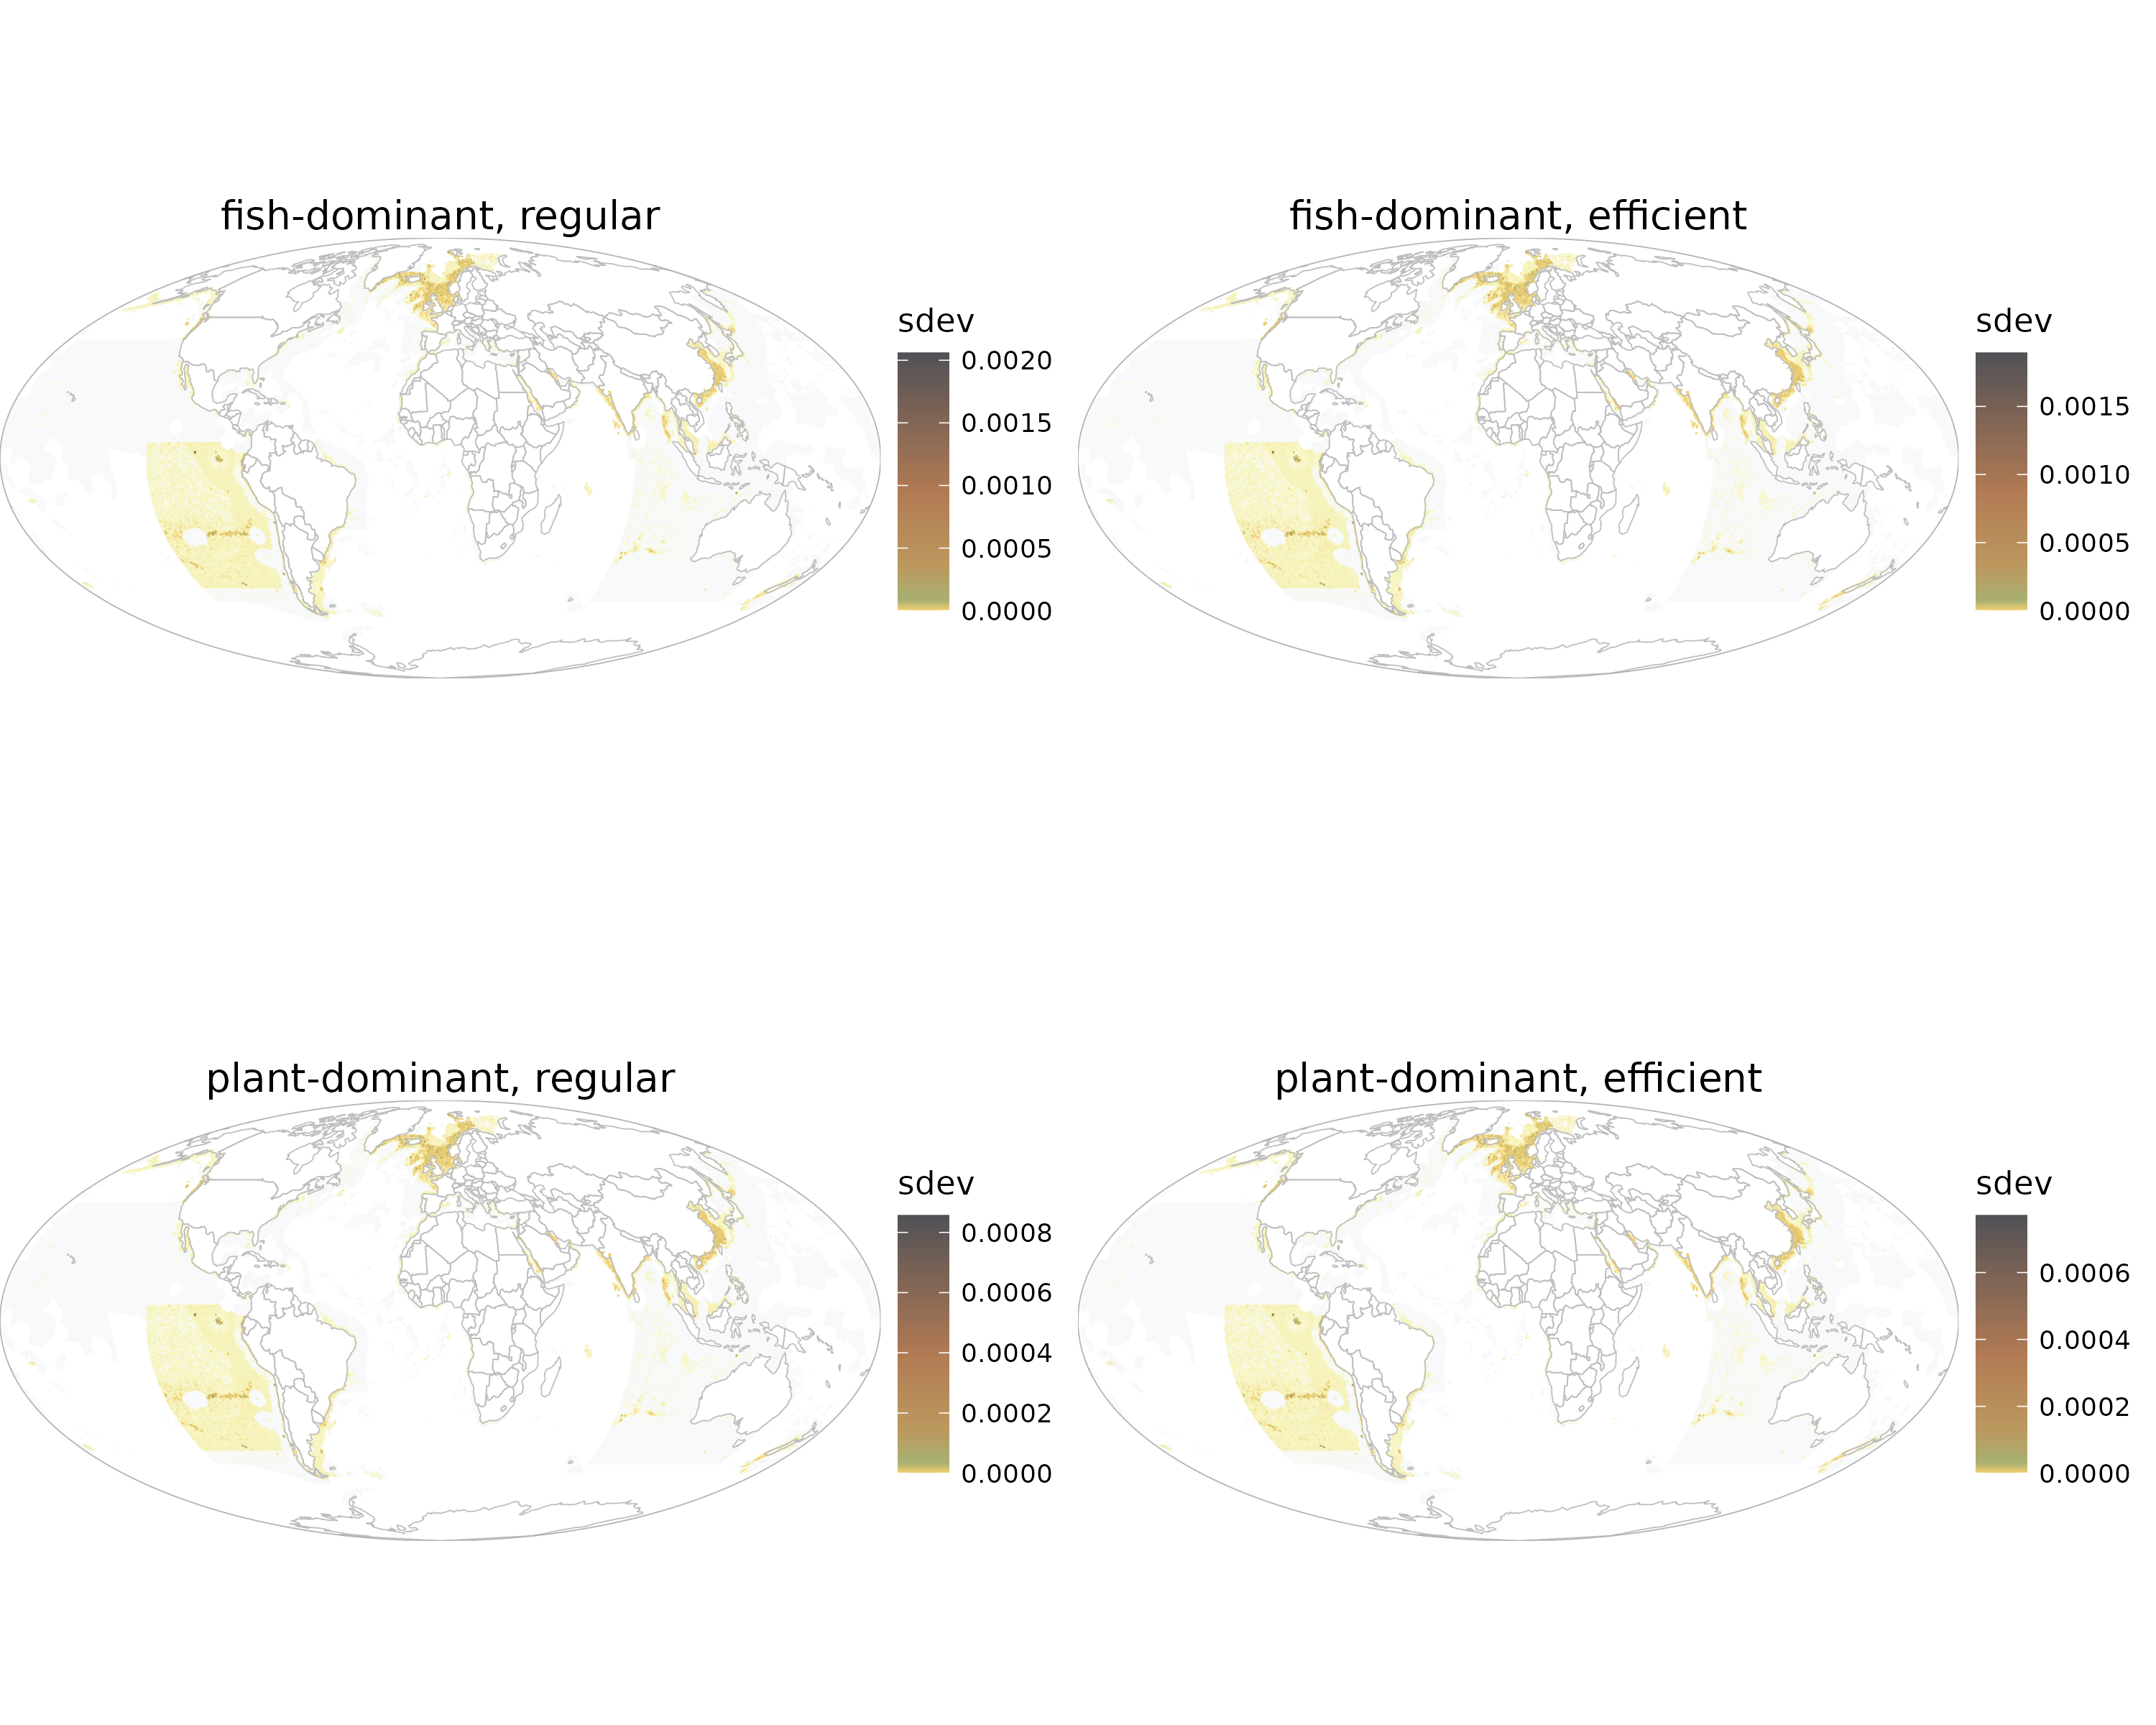 fish-dominant, regular
sdev
0.0020
0.0015
0.0010
0.0005
0.0000
fish-dominant, efficient
sdev
0.0015
0.0010
0.0005
0.0000
plant-dominant, regular
sdev
0.0008
0.0006
0.0004
0.0002
0.0000
plant-dominant, efficient
sdev
0.0006
0.0004
0.0002
0.0000